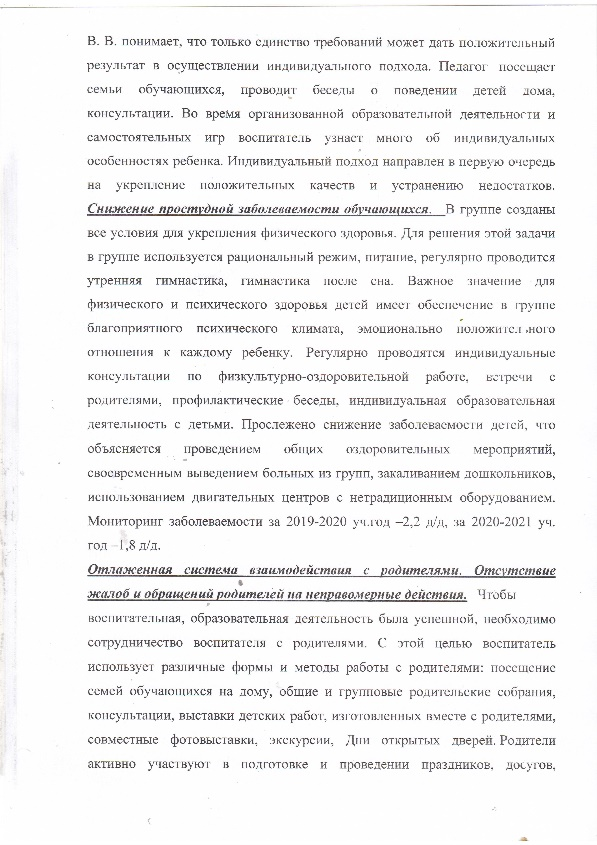 В. В. понимает, что только единство требований может дать положительный
результат в осуществлении индивидуального подхода. Педагог посещает
семьи обучающихся, проводит беседы о поведении детей дома,
консультации. Во время организованной образовательной деятельности и
самостоятельных игр воспитатель узнает много об индивидуальных
особенностях ребенка. Индивидуальный подход направлен в первую очередь
на укрепление положительных качеств и устранению недостатков.
Снижение простудной заболеваемости обучающихся. В группе созданы
все условия для укрепления физического здоровья. Для решения этой задачи
в группе используется рациональный режим, питание, регулярно проводится
утренняя гимнастика, гимнастика после сна. Важное значение для
физического и психического здоровья детей имеет обеспечение в группе
благоприятного психического климата, эмоционально положительного
отношения к каждому ребенку. Регулярно проводятся индивидуальные
консультации по физкультурно-оздоровительной работе, встречи с
родителями, профилактические беседы, индивидуальная образовательная
деятельность с детьми. Прослежено снижение заболеваемости детей, что
объясняется проведением общих оздоровительных мероприятий,
своевременным выведением больных из групп, закаливанием дошкольников,
использованием двигательных центров с нетрадиционным оборудованием.
Мониторинг заболеваемости за 2019-2020 уч.год –2,2 д/д, за 2020-2021 уч.
год –1,8 д/д.
Отлаженная система взаимодействия с родителями. Отсутствие
жалоб и обращений родителей на неправомерные действия. Чтобы
воспитательная, образовательная деятельность была успешной, необходимо
сотрудничество воспитателя с родителями. С этой целью воспитатель
использует различные формы и методы работы с родителями: посещение
семей обучающихся на дому, общие и групповые родительские собрания,
консультации, выставки детских работ, изготовленных вместе с родителями,
совместные фотовыставки, экскурсии, Дни открытых дверей. Родители
активно участвуют в подготовке и проведении праздников, досугов,